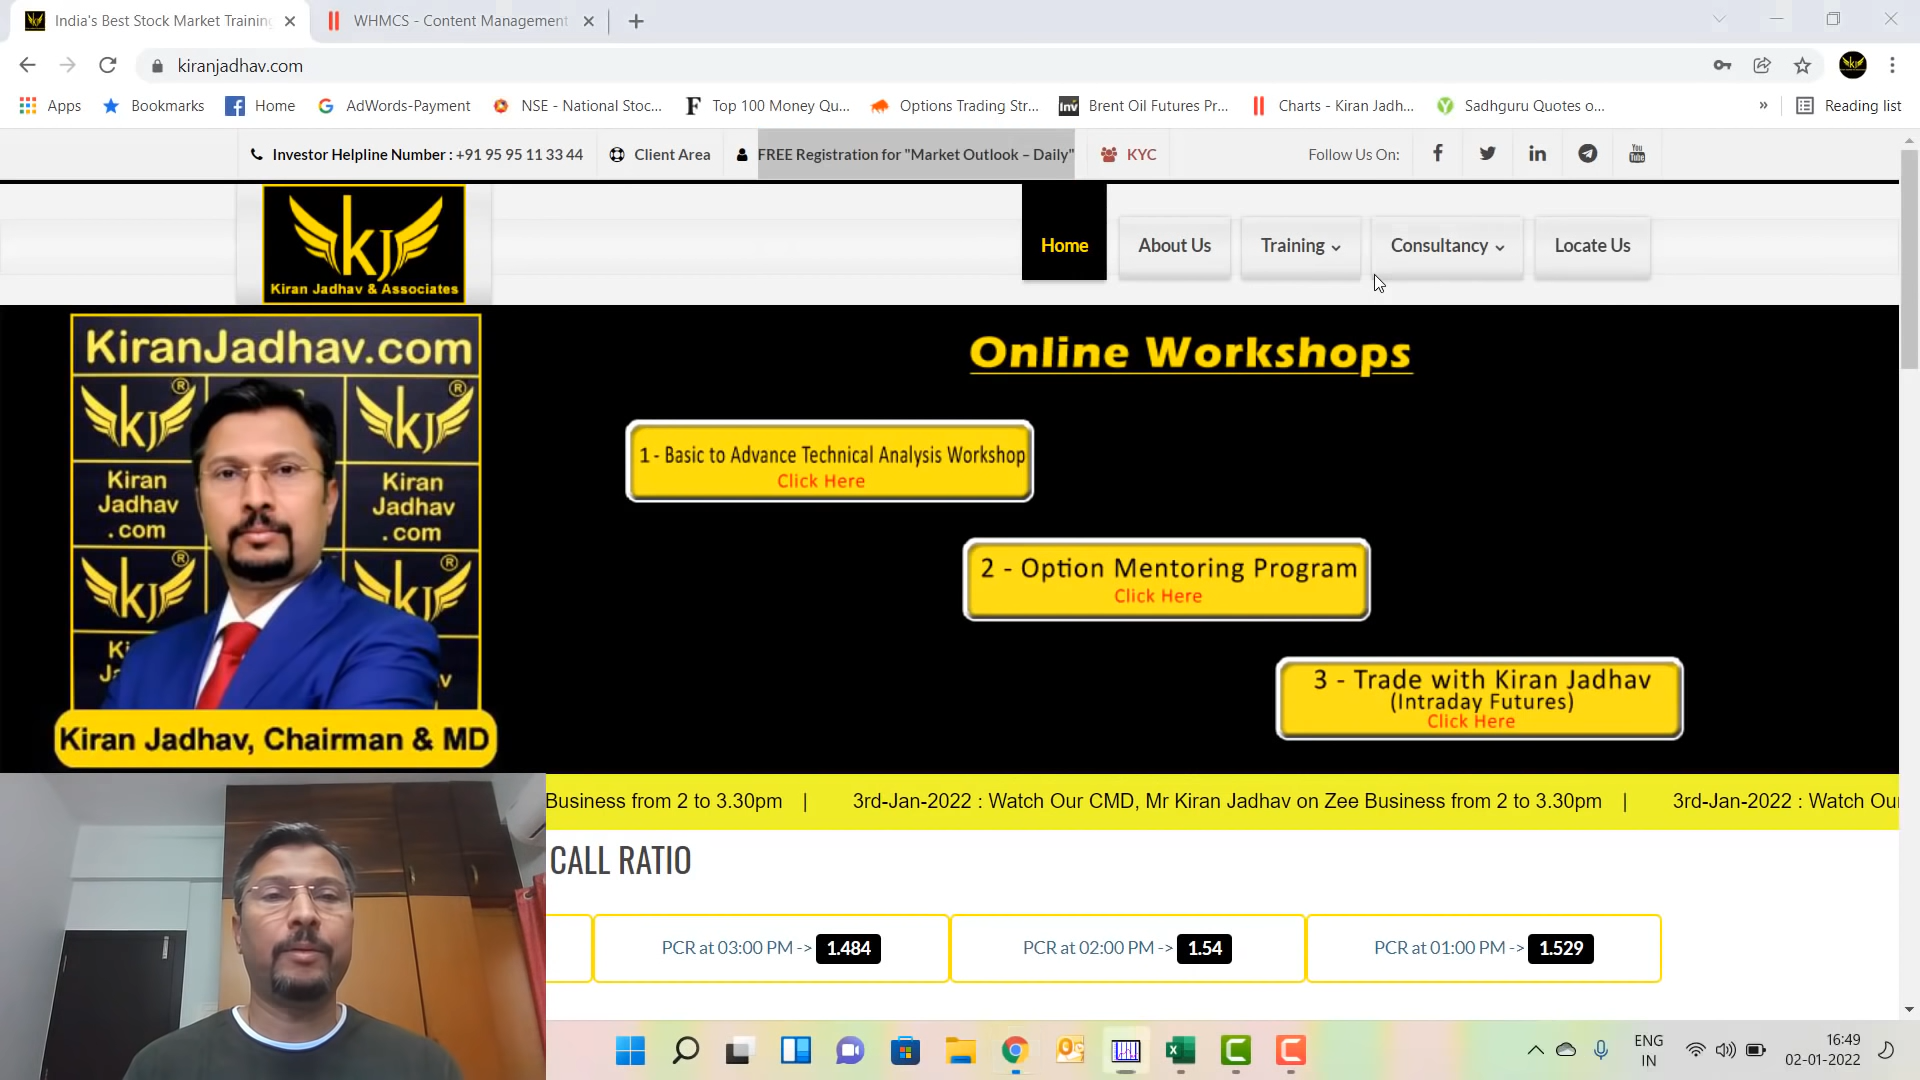 India's Best Stock Market Training
WHMCS - Content Management
kiranjadhav.com
Apps
Bookmarks
Home
AdWords-Payment
NSE - National Stoc...
Top 100 Money Qu...
Options Trading Str...
Brent Oil Futures Pr...
Charts - Kiran Jadh...
Sadhguru Quotes o...
»
Reading list
Investor Helpline Number : +91 95 95 11 33 44
Client Area
FREE Registration for "Market Outlook – Daily"
KYC
Follow Us On:
You Tube
KJ
Kiran Jadhav & Associates
Home
About Us
Training
Consultancy
Locate Us
KiranJadhav.com
KJ ®
KJ ®
Kiran
Jadhav
.com
Kiran
Jadhav
.com
KJ ®
KJ ®
Kiran Jadhav, Chairman & MD
Online Workshops
1 - Basic to Advance Technical Analysis Workshop
Click Here
2 - Option Mentoring Program
Click Here
3 - Trade with Kiran Jadhav
(Intraday Futures)
Click Here
Business from 2 to 3.30pm | 3rd-Jan-2022 : Watch Our CMD, Mr Kiran Jadhav on Zee Business from 2 to 3.30pm | 3rd-Jan-2022 : Watch Our
CALL RATIO
PCR at 03:00 PM -> 1.484
PCR at 02:00 PM -> 1.54
PCR at 01:00 PM -> 1.529
ENG
IN
16:49
02-01-2022